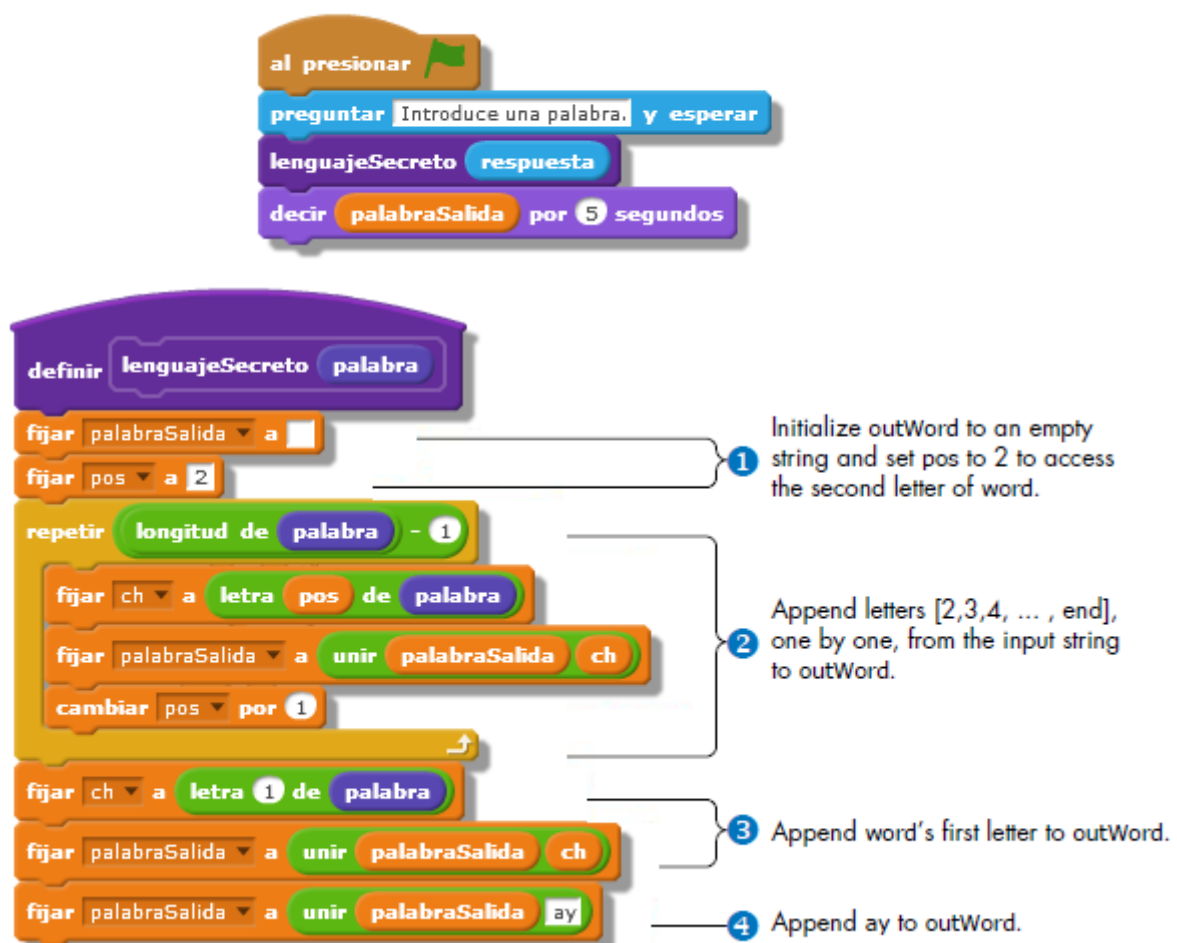 al presionar
preguntar Introduce una palabra. y esperar
lenguajeSecreto respuesta
decir palabraSalida por 5 segundos
definir lenguajeSecreto palabra
fijar palabraSalida a
fijar pos a 2
1 Initialize outWord to an empty
string and set pos to 2 to access
the second letter of word.
repetir longitud de palabra - 1
fijar ch a letra pos de palabra
fijar palabraSalida a unir palabraSalida ch
cambiar pos por 1
2 Append letters [2,3,4, ... , end],
one by one, from the input string
to outWord.
fijar ch a letra 1 de palabra
fijar palabraSalida a unir palabraSalida ch
3 Append word's first letter to outWord.
fijar palabraSalida a unir palabraSalida ay
4 Append ay to outWord.